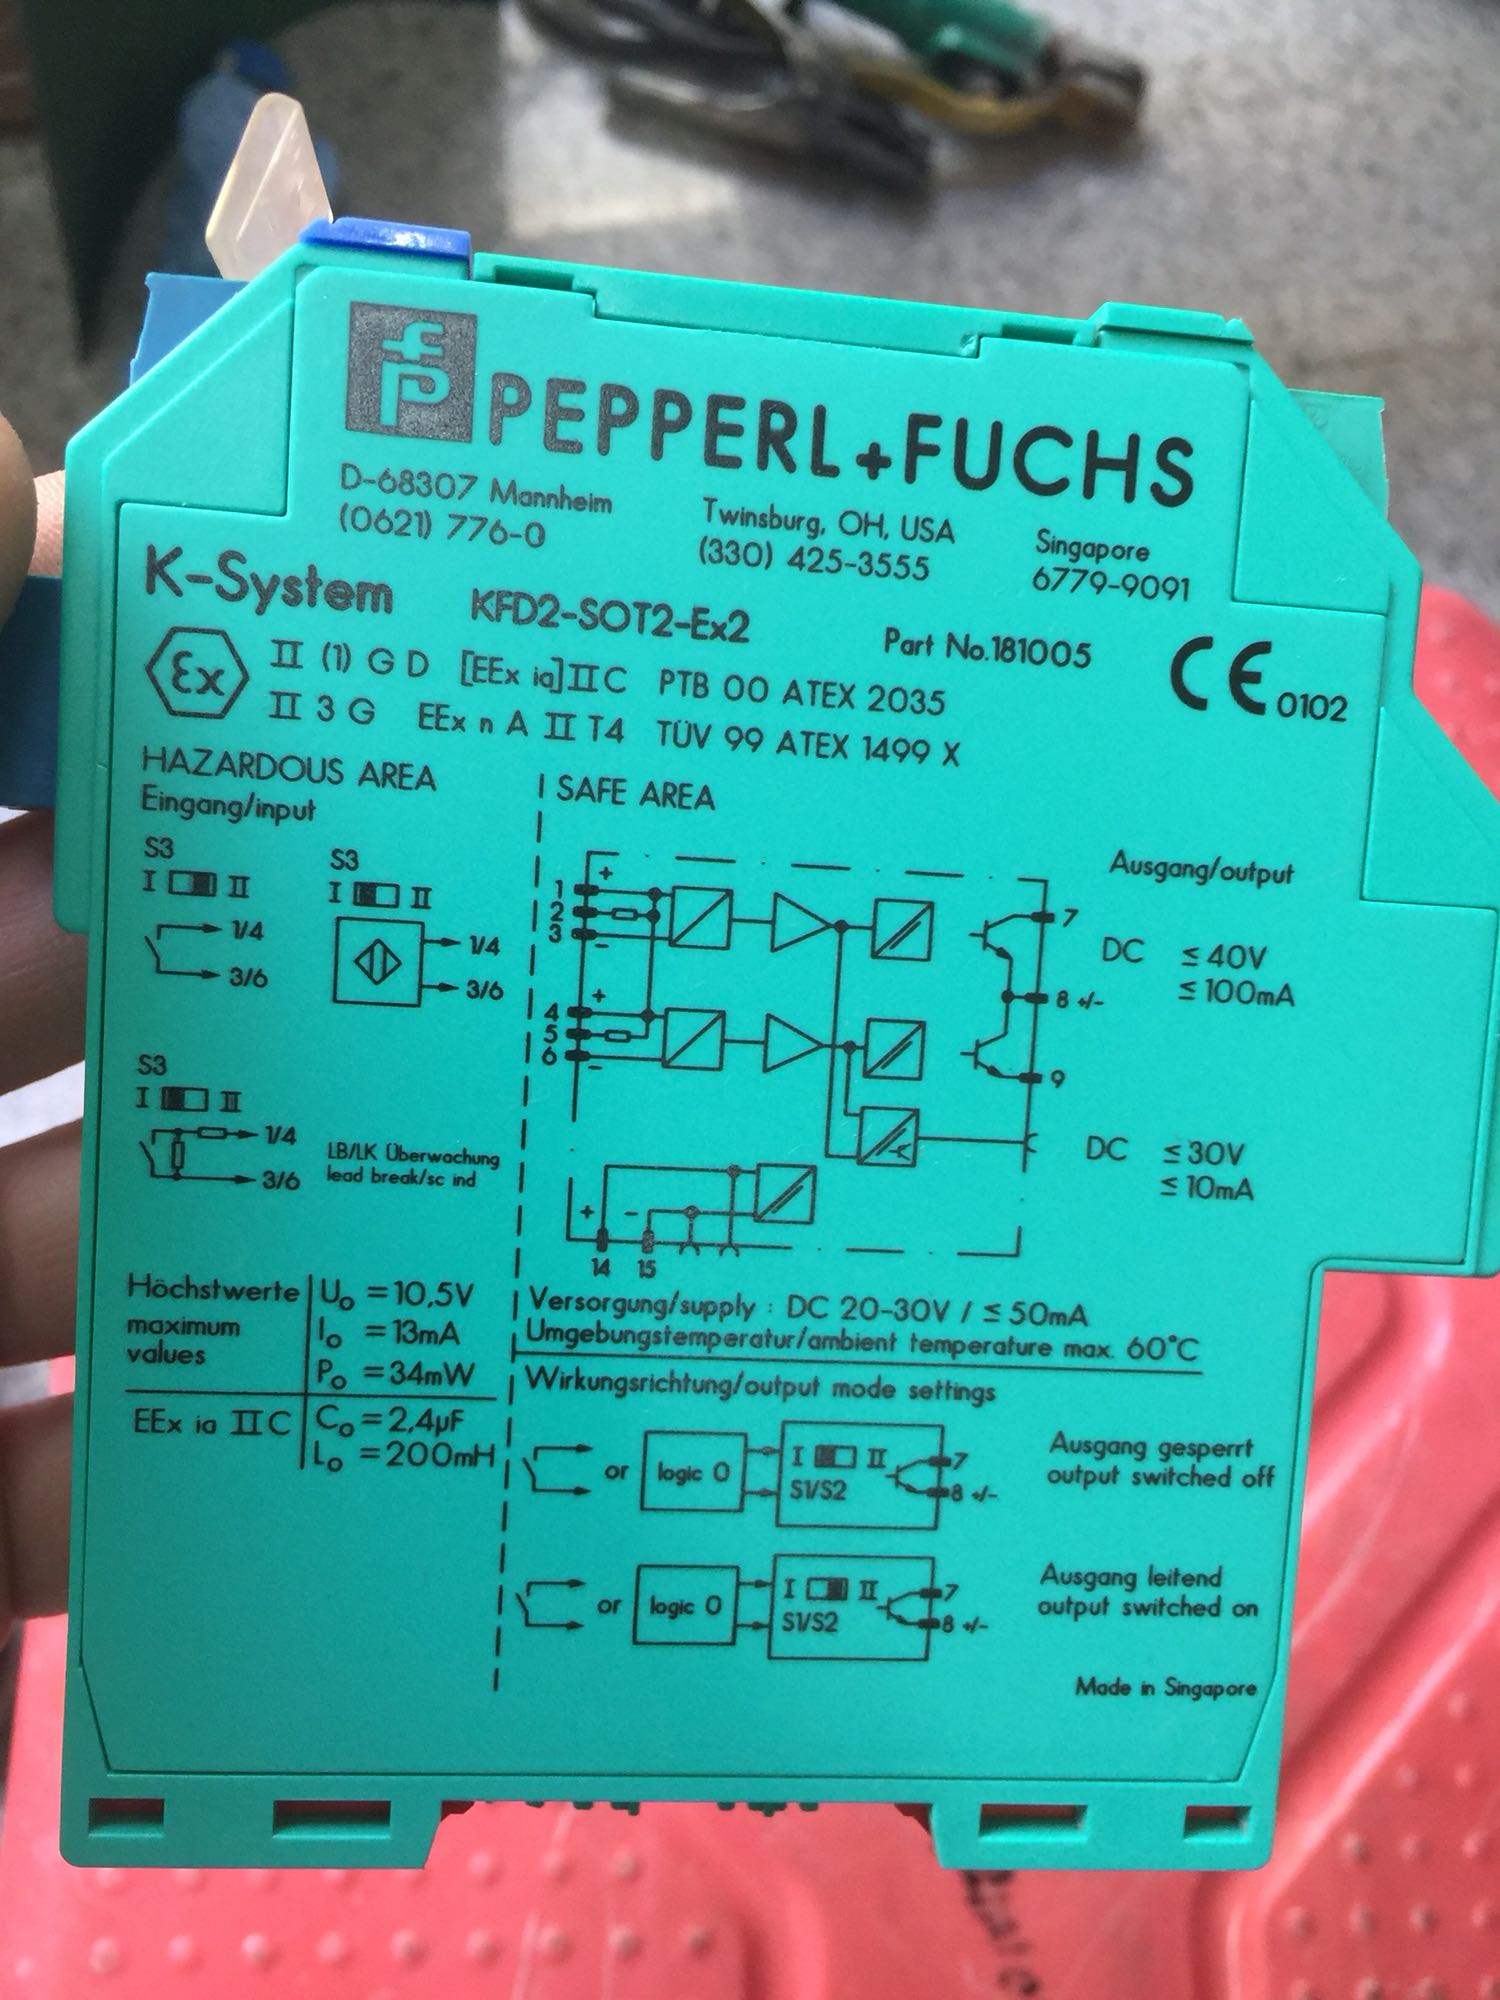 fp PEPPERL+FUCHS
D-68307 Mannheim
(0621) 776-0
Twinsburg, OH, USA
(330) 425-3555
Singapore
6779-9091
K-System KFD2-SOT2-Ex2 Part No.181005
Ex II (1) G D [EEx ia]IIC PTB 00 ATEX 2035
II 3 G EEx n A II T4 TÜV 99 ATEX 1499 X
CE 0102
HAZARDOUS AREA
Eingang/input
SAFE AREA
S3
I II
1/4
3/6
S3
I II
1/4
3/6
S3
I II
1/4
3/6
LB/LK Überwachung
lead break/sc ind
1 +
2
3 -
4 +
5
6 -
Ausgang/output
7
8 +/-
9
DC ≤40V
≤100mA
DC ≤30V
≤10mA
+ -
14 15
Höchstwerte
maximum
values
Uo =10,5V
Io =13mA
Po =34mW
EEx ia IIC
Co =2,4µF
Lo =200mH
Versorgung/supply : DC 20-30V / ≤50mA
Umgebungstemperatur/ambient temperature max. 60°C
Wirkungsrichtung/output mode settings
or logic 0 I II 7
S1/S2 8 +/-
Ausgang gesperrt
output switched off
or logic 0 I II 7
S1/S2 8 +/-
Ausgang leitend
output switched on
Made in Singapore